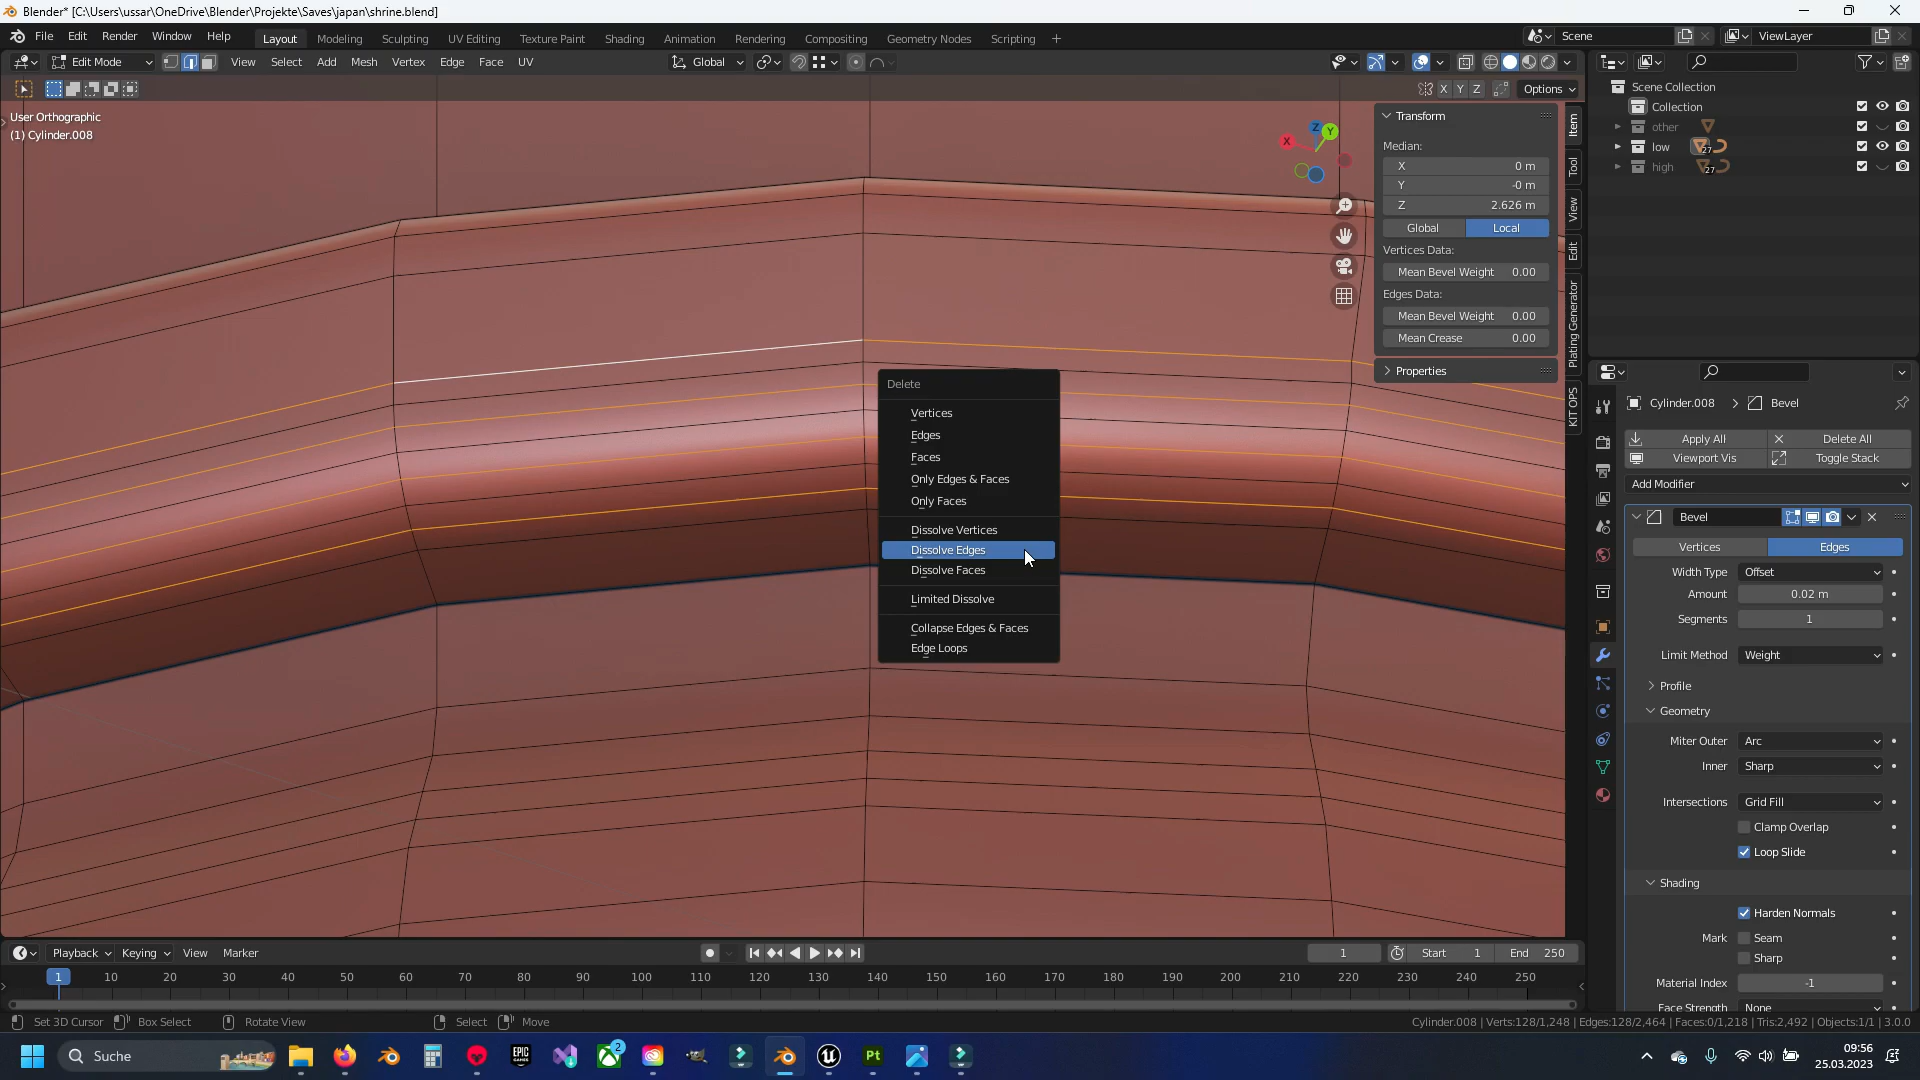 Blender* [C:\Users\ussar\OneDrive\Blender\Projekte\Saves\japan\shrine.blend]
File Edit Render Window Help Layout Modeling Sculpting UV Editing Texture Paint Shading Animation Rendering Compositing Geometry Nodes Scripting Scene ViewLayer
Edit Mode View Select Add Mesh Vertex Edge Face UV Global
X Y Z Options
User Orthographic
(1) Cylinder.008
Z Y
X
Transform
Median:
X 0 m
Y -0 m
Z 2.626 m
Global Local
Vertices Data:
Mean Bevel Weight 0.00
Edges Data:
Mean Bevel Weight 0.00
Mean Crease 0.00
Properties
Item
Tool
View
Edit
Plating Generator
KIT OPS
Scene Collection
Collection
other
low 27
high 27
Delete
Vertices
Edges
Faces
Only Edges & Faces
Only Faces
Dissolve Vertices
Dissolve Edges
Dissolve Faces
Limited Dissolve
Collapse Edges & Faces
Edge Loops
Cylinder.008 Bevel
Apply All Delete All
Viewport Vis Toggle Stack
Add Modifier
Bevel
Vertices Edges
Width Type Offset
Amount 0.02 m
Segments 1
Limit Method Weight
Profile
Geometry
Miter Outer Arc
Inner Sharp
Intersections Grid Fill
Clamp Overlap
Loop Slide
Shading
Harden Normals
Mark Seam
Sharp
Material Index -1
Face Strength None
Playback Keying View Marker 1 Start 1 End 250
1 10 20 30 40 50 60 70 80 90 100 110 120 130 140 150 160 170 180 190 200 210 220 230 240 250
Set 3D Cursor Box Select Rotate View Select Move Cylinder.008 | Verts:128/1,248 | Edges:128/2,464 | Faces:0/1,218 | Tris:2,492 | Objects:1/1 | 3.0.0
Suche EPIC GAMES 2 Pt
09:56
25.03.2023